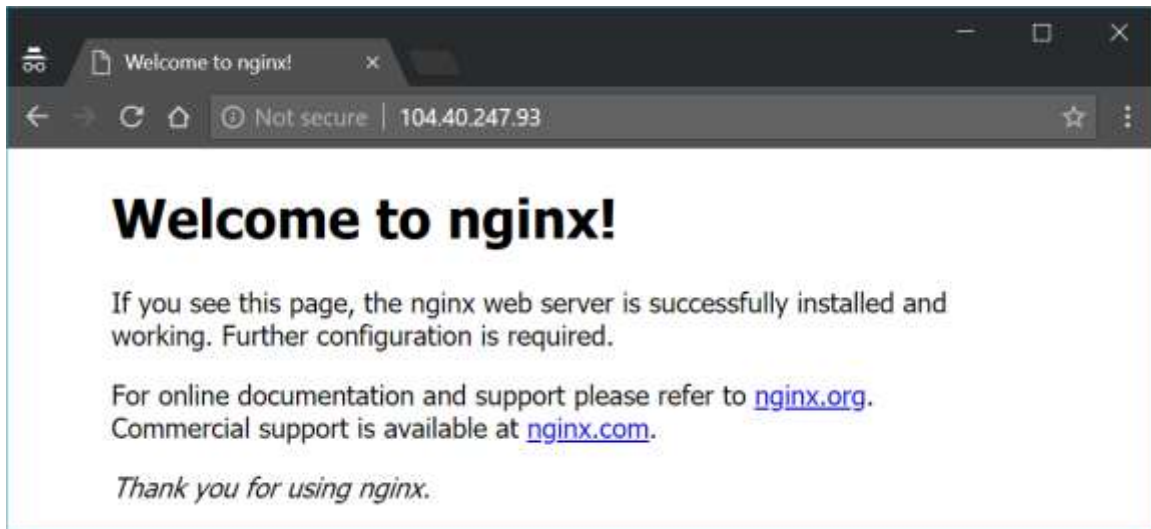 Welcome to nginx!
Not secure | 104.40.247.93
Welcome to nginx!
If you see this page, the nginx web server is successfully installed and
working. Further configuration is required.
For online documentation and support please refer to nginx.org.
Commercial support is available at nginx.com.
Thank you for using nginx.